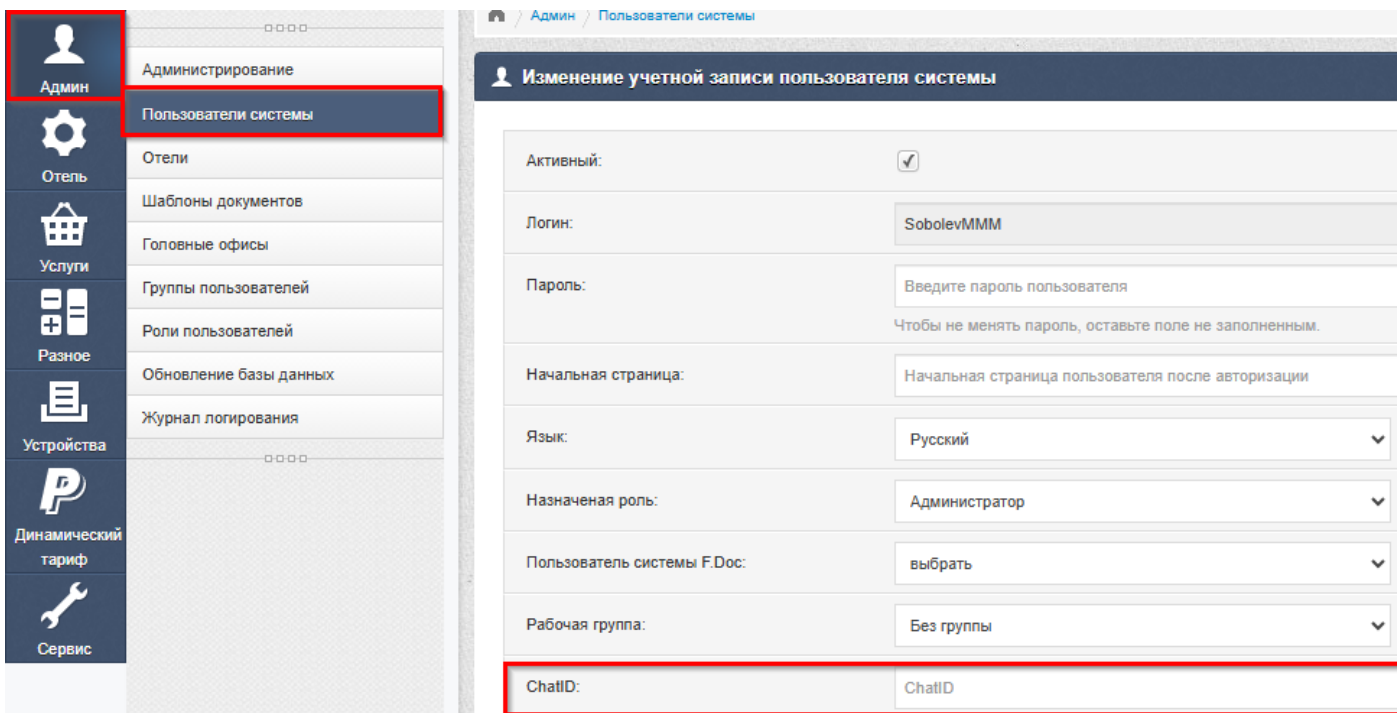 Админ
Отель
Услуги
Разное
Устройства
Динамический
тариф
Сервис
Администрирование
Пользователи системы
Отели
Шаблоны документов
Головные офисы
Группы пользователей
Роли пользователей
Обновление базы данных
Журнал логирования
Админ / Пользователи системы
Изменение учетной записи пользователя системы
Активный:
Логин: SobolevMMM
Пароль: Введите пароль пользователя
Чтобы не менять пароль, оставьте поле не заполненным.
Начальная страница: Начальная страница пользователя после авторизации
Язык: Русский
Назначеная роль: Администратор
Пользователь системы F.Doc: выбрать
Рабочая группа: Без группы
ChatID: ChatID